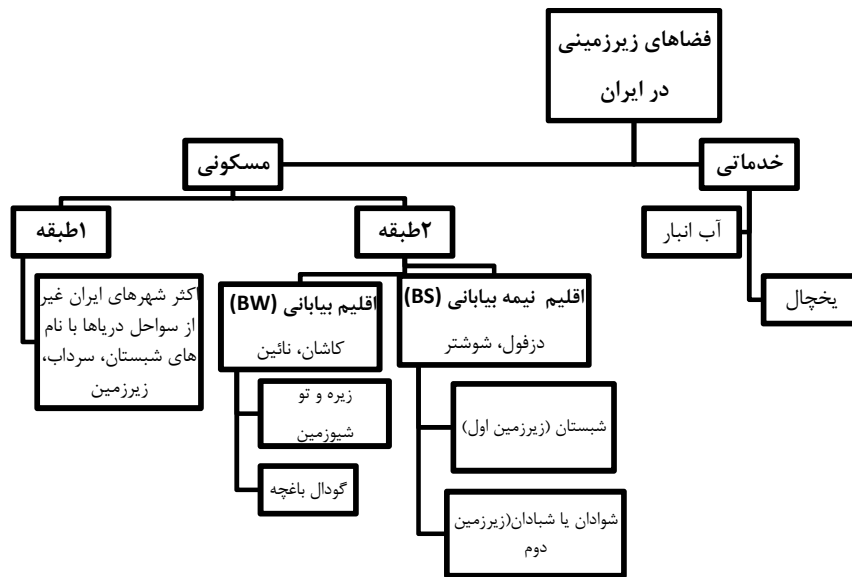 فضاهای زیرزمینی
در ایران
خدماتی
مسکونی
آب انبار
یخچال
۲طبقه
۱طبقه
اقلیم نیمه بیابانی (BS)
دزفول، شوشتر
شبستان (زیرزمین اول)
شوادان یا شبادان(زیرزمین
دوم
اقلیم بیابانی (BW)
کاشان، نائین
زیره و تو
شیوزمین
گودال باغچه
اکثر شهرهای ایران غیر
از سواحل دریاها با نام
های شبستان، سرداب،
زیرزمین